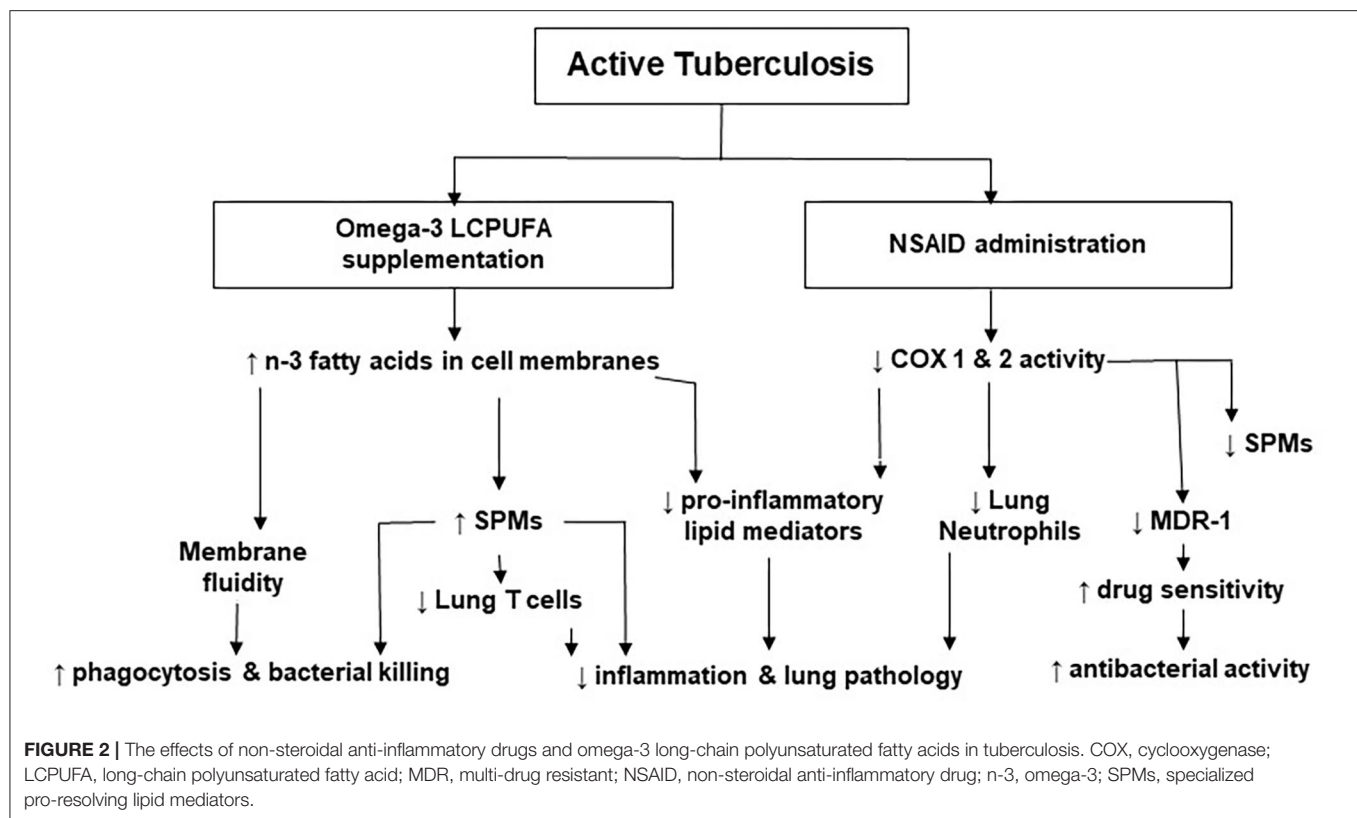 Active Tuberculosis
Omega-3 LCPUFA
supplementation
NSAID administration
↑ n-3 fatty acids in cell membranes
↓ COX 1 & 2 activity
↓ SPMs
↓ pro-inflammatory
lipid mediators
↓ Lung
Neutrophils
↑ SPMs
↓ MDR-1
Membrane
fluidity
↓ Lung T cells
↑ drug sensitivity
↑ phagocytosis & bacterial killing
↓ inflammation & lung pathology
↑ antibacterial activity
FIGURE 2 | The effects of non-steroidal anti-inflammatory drugs and omega-3 long-chain polyunsaturated fatty acids in tuberculosis. COX, cyclooxygenase;
LCPUFA, long-chain polyunsaturated fatty acid; MDR, multi-drug resistant; NSAID, non-steroidal anti-inflammatory drug; n-3, omega-3; SPMs, specialized
pro-resolving lipid mediators.